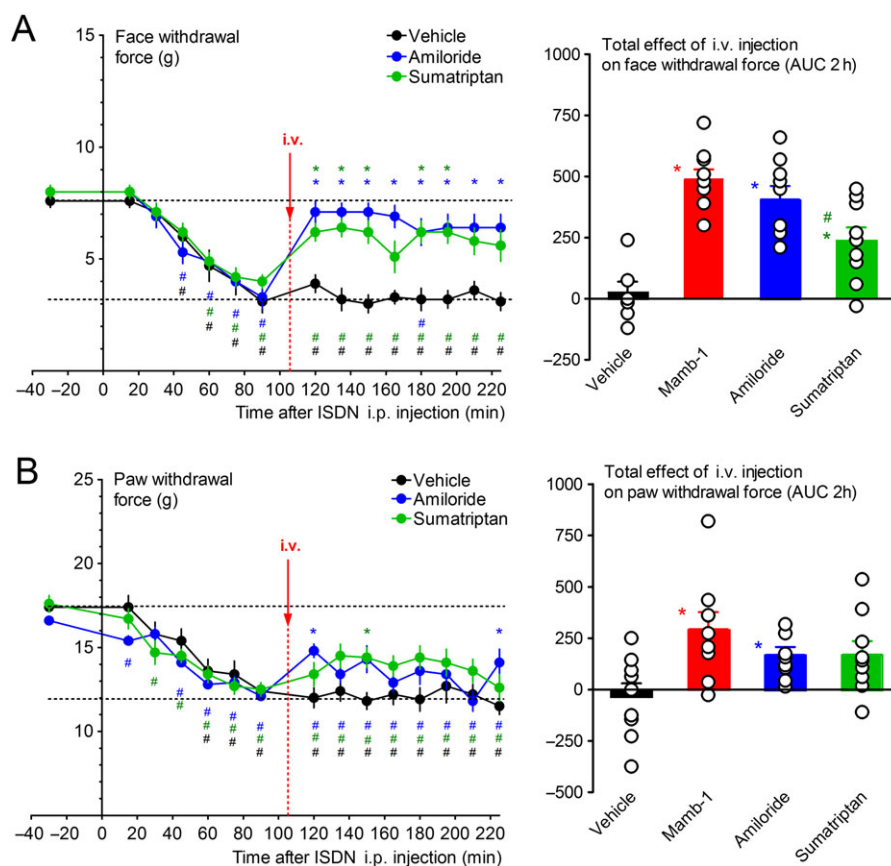 A
Face withdrawal
force (g)
Vehicle
Amiloride
Sumatriptan
15
10
5
i.v.
* * * * *
* * * * * * * *
# # # # #
# # # # # # # # # # #
# # # # # # # # # # # #
−40 −20 0 20 40 60 80 100 120 140 160 180 200 220
Time after ISDN i.p. injection (min)
Total effect of i.v. injection
on face withdrawal force (AUC 2 h)
1000
750
500
250
0
−250
*
*
#
*
Vehicle
Mamb-1
Amiloride
Sumatriptan
B
Paw withdrawal
force (g)
Vehicle
Amiloride
Sumatriptan
25
20
15
10
i.v.
* * *
# # # # # # # # # # # # #
# # # # # # # # # # # # #
# # # # # # # # # # #
−40 −20 0 20 40 60 80 100 120 140 160 180 200 220
Time after ISDN i.p. injection (min)
Total effect of i.v. injection
on paw withdrawal force (AUC 2h)
1000
750
500
250
0
−250
−500
*
*
Vehicle
Mamb-1
Amiloride
Sumatriptan